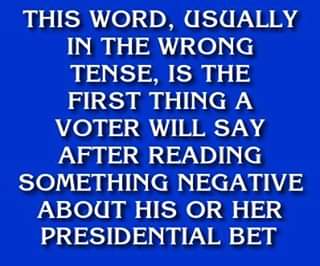 THIS WORD, USUALLY
IN THE WRONG
TENSE, IS THE
FIRST THING A
VOTER WILL SAY
AFTER READING
SOMETHING NEGATIVE
ABOUT HIS OR HER
PRESIDENTIAL BET